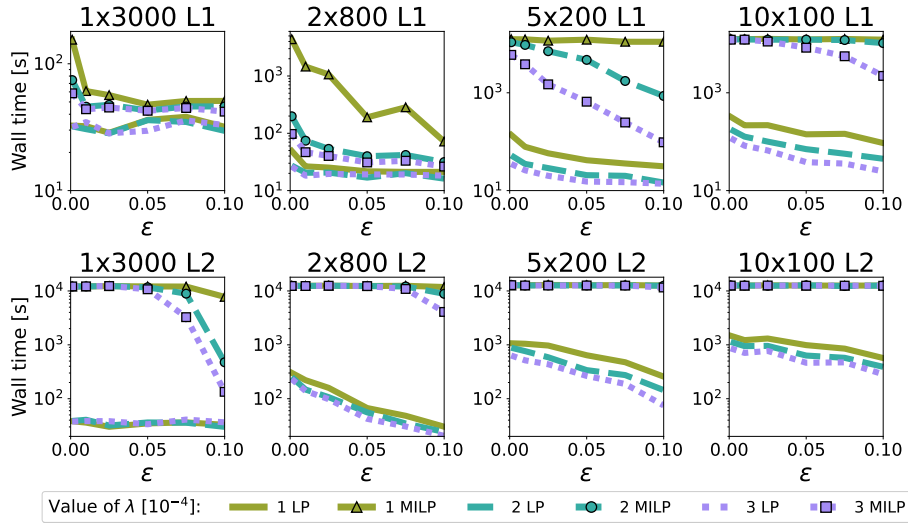 1x3000 L1 2x800 L1 5x200 L1 10x100 L1
Wall time [s]
10² 10³ 10³ 10³
10² 10² 10²
10¹ 10¹ 10¹ 10¹
0.00 0.05 0.10 0.00 0.05 0.10 0.00 0.05 0.10 0.00 0.05 0.10
ε ε ε ε
1x3000 L2 2x800 L2 5x200 L2 10x100 L2
Wall time [s]
10⁴ 10⁴ 10⁴ 10⁴
10³ 10³ 10³ 10³
10² 10² 10² 10²
0.00 0.05 0.10 0.00 0.05 0.10 0.00 0.05 0.10 0.00 0.05 0.10
ε ε ε ε
Value of λ [10⁻⁴]: 1 LP 1 MILP 2 LP 2 MILP 3 LP 3 MILP